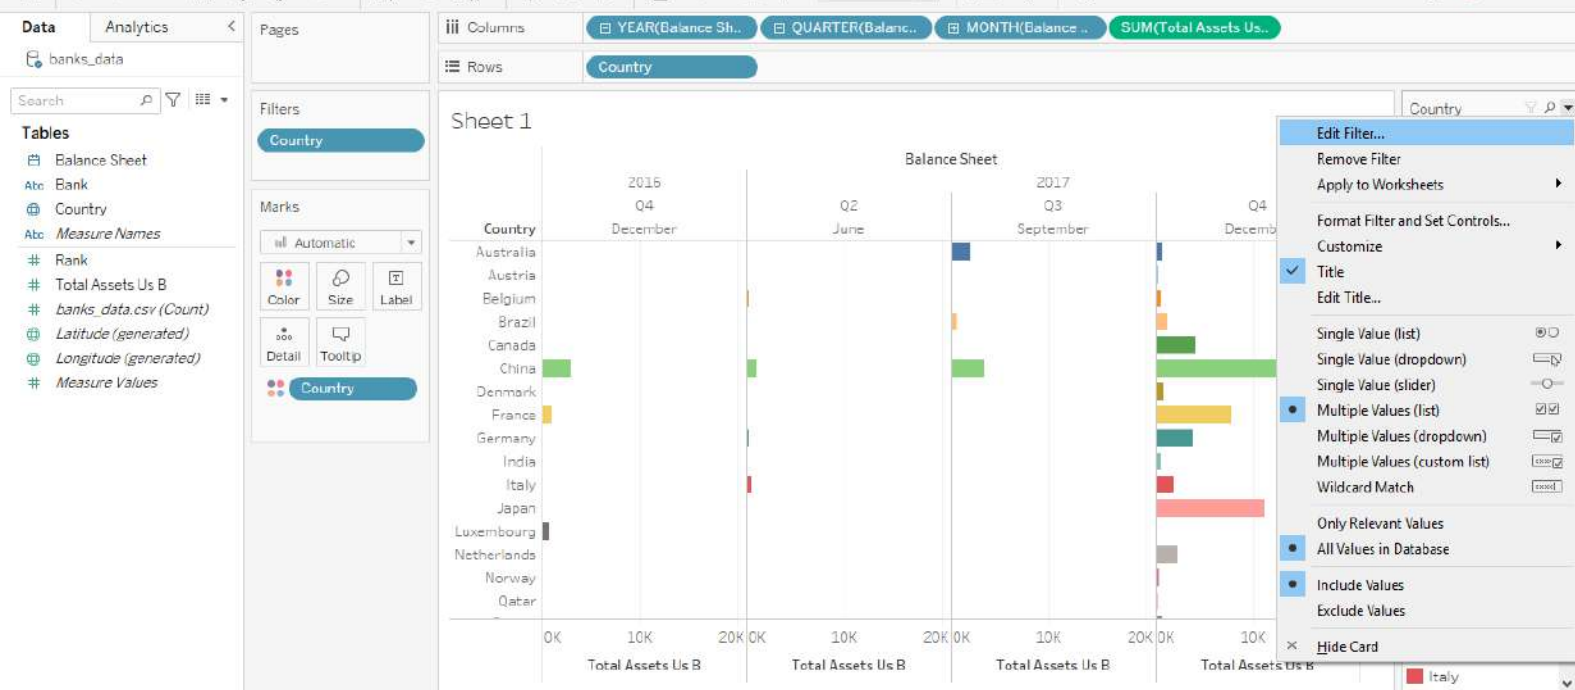 Data
Analytics
banks_data
Search
Tables
Balance Sheet
Abc Bank
Country
Abc Measure Names
# Rank
# Total Assets Us B
# banks_data.csv (Count)
Latitude (generated)
Longitude (generated)
# Measure Values
Pages
Filters
Country
Marks
Automatic
Color Size Label
Detail Tooltip
Country
Columns YEAR(Balance Sh.. QUARTER(Balanc.. MONTH(Balance .. SUM(Total Assets Us..
Rows Country
Sheet 1
Balance Sheet
2016 2017
Q4 Q2 Q3 Q4
Country December June September Decemb
Australia
Austria
Belgium
Brazil
Canada
China
Denmark
France
Germany
India
Italy
Japan
Luxembourg
Netherlands
Norway
Qatar
0K 10K 20K 0K 10K 20K 0K 10K 20K 0K 10K
Total Assets Us B Total Assets Us B Total Assets Us B Total Assets Us B
Country
Edit Filter...
Remove Filter
Apply to Worksheets
Format Filter and Set Controls...
Customize
Title
Edit Title...
Single Value (list)
Single Value (dropdown)
Single Value (slider)
Multiple Values (list)
Multiple Values (dropdown)
Multiple Values (custom list)
Wildcard Match
Only Relevant Values
All Values in Database
Include Values
Exclude Values
Hide Card
Italy